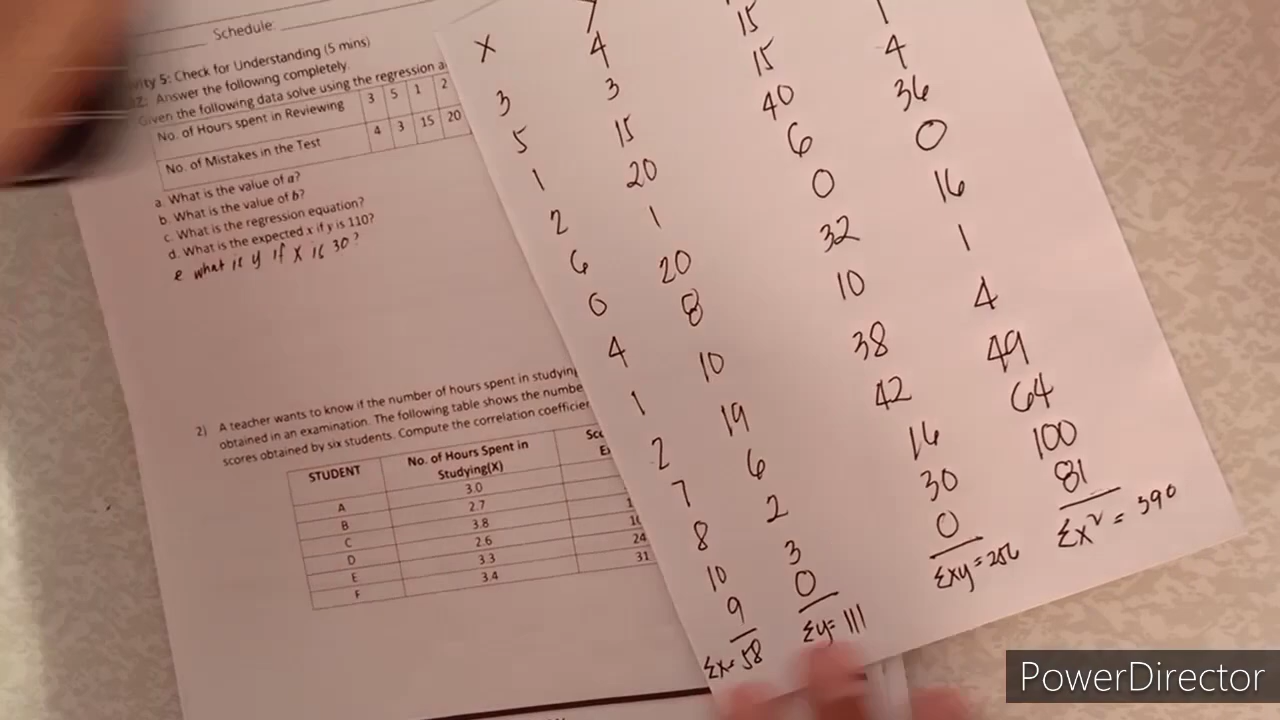 Schedule:
vity 5: Check for Understanding (5 mins)
Answer the following completely.
Given the following data solve using the regression a
No. of Hours spent in Reviewing 3 5 1 2
No. of Mistakes in the Test 4 3 15 20
a. What is the value of a?
b. What is the value of b?
c. What is the regression equation?
d. What is the expected x if y is 110?
e what is y if x is 30?
2) A teacher wants to know if the number of hours spent in studyin
obtained in an examination. The following table shows the numbe
scores obtained by six students. Compute the correlation coefficien
STUDENT No. of Hours Spent in Studying(X) Sc E
A 3.0
B 2.7
C 3.8
D 2.6
E 3.3 24
F 3.4 31
x y
3 4
5 3 15
1 15 15 1
2 20 40 4
6 1 6 36
0 20 0 0
4 8 32 16
1 10 10 1
2 19 38 4
7 6 42 49
8 2 16 64
10 3 30 100
9 0 0 81
Σx=58 Σy=111 Σxy=256 Σx²=390
PowerDirector